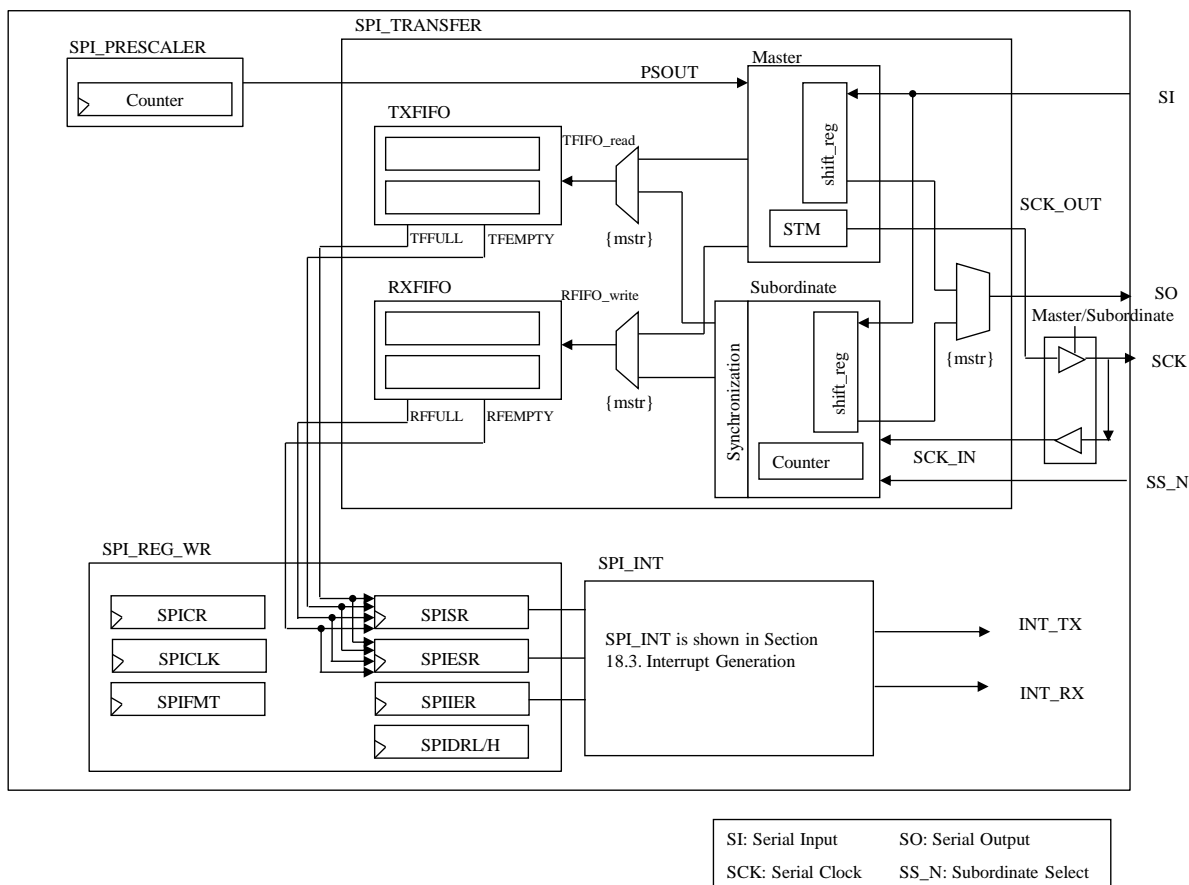 SPI_TRANSFER
SPI_PRESCALER
Counter
PSOUT
Master
shift_reg
STM
SI
TXFIFO
TFIFO_read
{mstr}
TFFULL
TFEMPTY
SCK_OUT
RXFIFO
RFIFO_write
{mstr}
RFFULL
RFEMPTY
Subordinate
Synchronization
shift_reg
Counter
{mstr}
SO
Master/Subordinate
SCK
SCK_IN
SS_N
SPI_REG_WR
SPICR
SPICLK
SPIFMT
SPISR
SPIESR
SPIIER
SPIDRL/H
SPI_INT
SPI_INT is shown in Section
18.3. Interrupt Generation
INT_TX
INT_RX
SI: Serial Input SO: Serial Output
SCK: Serial Clock SS_N: Subordinate Select